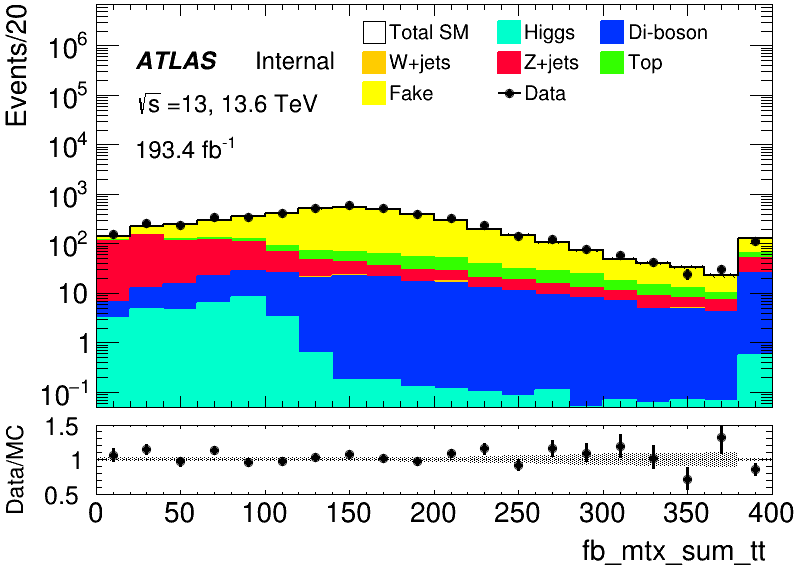 Events/20
10^6
10^5
10^4
10^3
10^2
10
1
10^-1
ATLAS Internal
√s =13, 13.6 TeV
193.4 fb^-1
Total SM Higgs Di-boson
W+jets Z+jets Top
Fake Data
Data/MC
1.5
1
0.5
0 50 100 150 200 250 300 350 400
fb_mtx_sum_tt